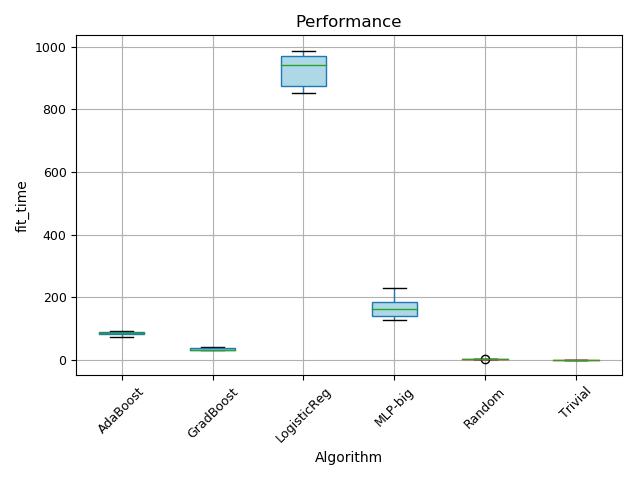 Performance
1000
800
600
400
200
0
fit_time
AdaBoost
GradBoost
LogisticReg
MLP-big
Random
Trivial
Algorithm